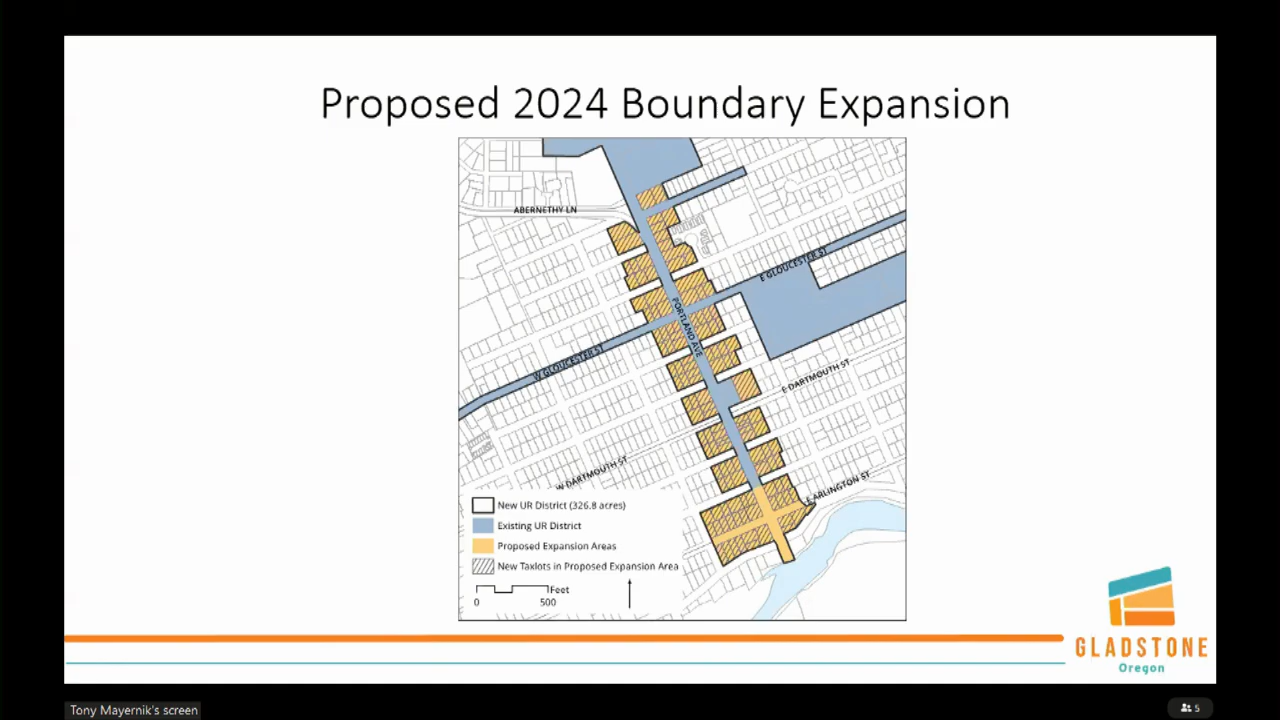 Proposed 2024 Boundary Expansion
ABERNETHY LN
E GLOUCESTER ST
PORTLAND AVE
W GLOUCESTER ST
E DARTMOUTH ST
W DARTMOUTH ST
E ARLINGTON ST
New UR District (326.8 acres)
Existing UR District
Proposed Expansion Areas
New Taxlots in Proposed Expansion Area
Feet
0 500
GLADSTONE
Oregon
Tony Mayernik's screen
5